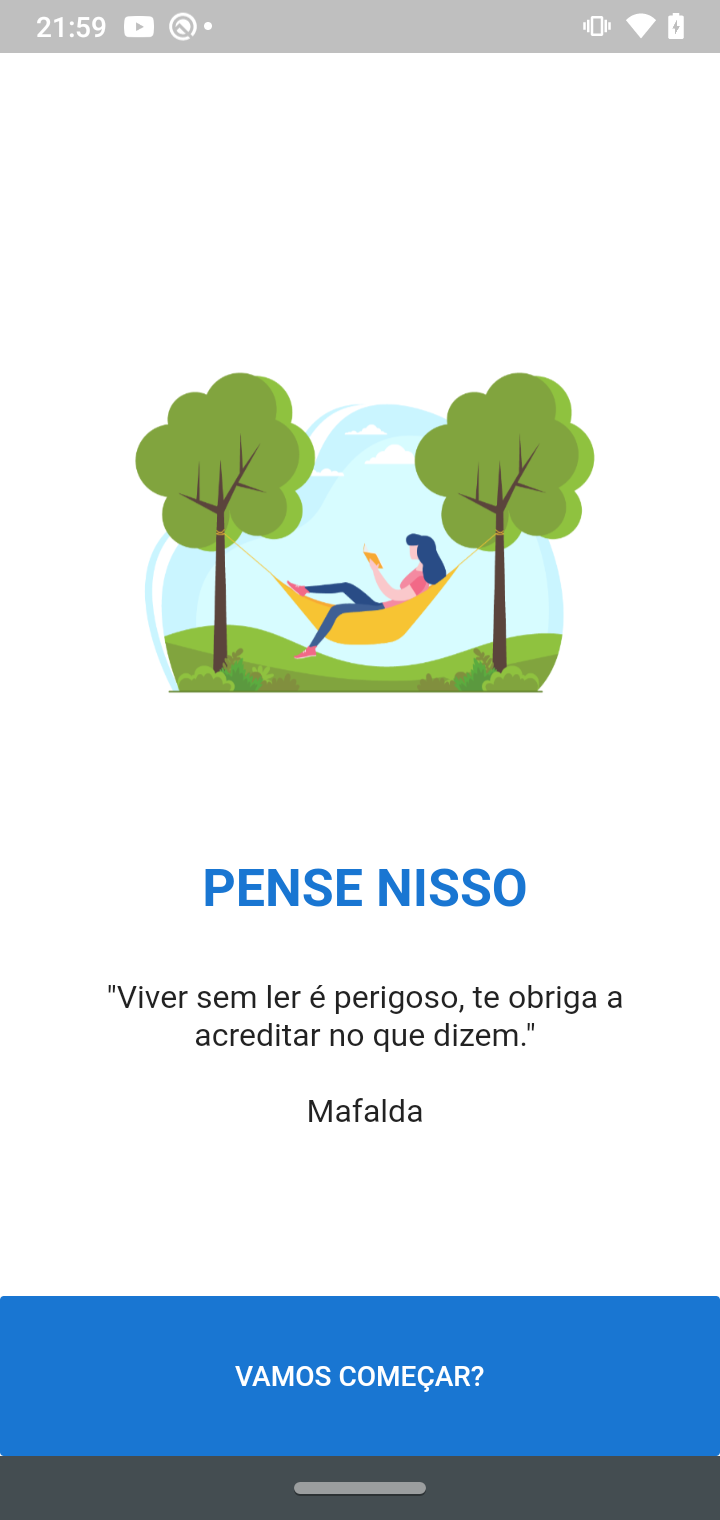 21:59
PENSE NISSO
"Viver sem ler é perigoso, te obriga a
acreditar no que dizem."
Mafalda
VAMOS COMEÇAR?